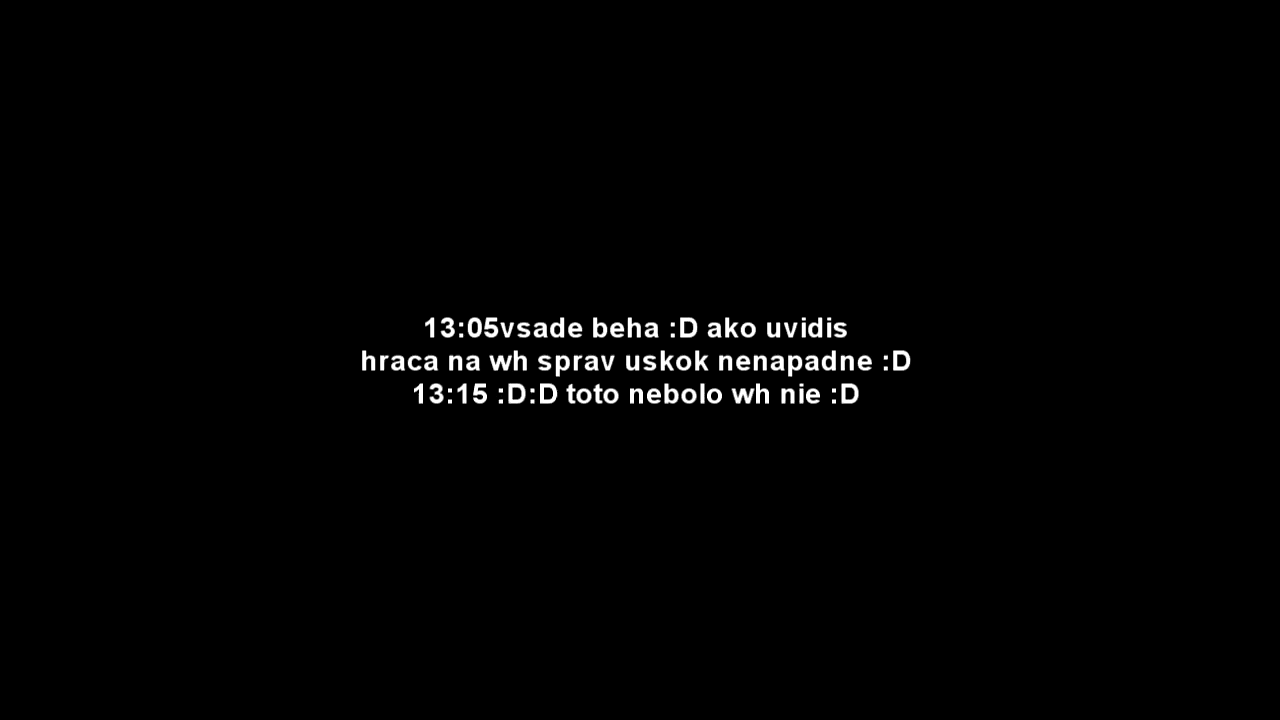 13:05vsade beha :D ako uvidis
hraca na wh sprav uskok nenapadne :D
13:15 :D:D toto nebolo wh nie :D